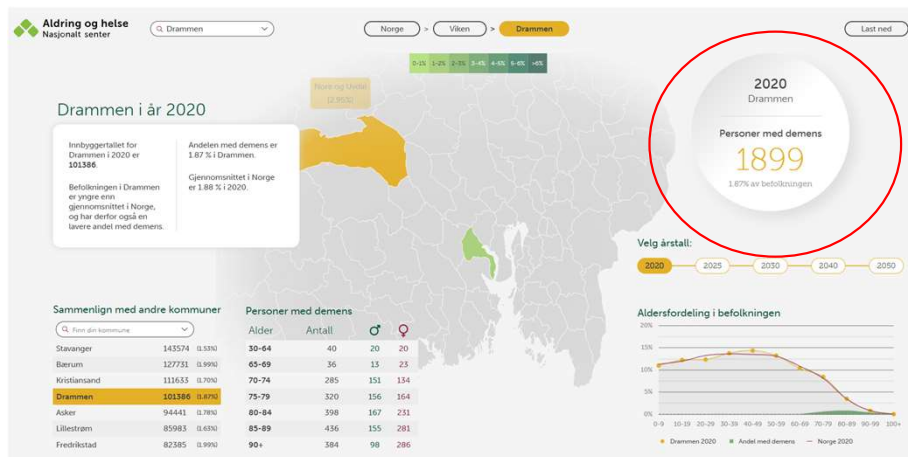 Aldring og helse
Nasjonalt senter
Drammen
Norge > Viken > Drammen
Last ned
0-1% 1-2% 2-3% 3-4% 4-5% 5-6% >6%
Nore og Uvdal
(2.95%)
Drammen i år 2020
Innbyggertallet for
Drammen i 2020 er
101386.
Befolkningen i Drammen
er yngre enn
gjennomsnittet i Norge,
og har derfor også en
lavere andel med demens.
Andelen med demens er
1.87 % i Drammen.
Gjennomsnittet i Norge
er 1.88 % i 2020.
2020
Drammen
Personer med demens
1899
1.87% av befolkningen
Velg årstall:
2020 2025 2030 2040 2050
Sammenlign med andre kommuner
Finn din kommune
Stavanger 143574 (1.53%)
Bærum 127731 (1.99%)
Kristiansand 111633 (1.70%)
Drammen 101386 (1.87%)
Asker 94441 (1.78%)
Lillestrøm 85983 (1.63%)
Fredrikstad 82385 (1.99%)
Personer med demens
Alder Antall ♂ ♀
30-64 40 20 20
65-69 36 13 23
70-74 285 151 134
75-79 320 156 164
80-84 398 167 231
85-89 436 155 281
90+ 384 98 286
Aldersfordeling i befolkningen
20%
15%
10%
5%
0%
0-9 10-19 20-29 30-39 40-49 50-59 60-69 70-79 80-89 90-99 100+
Drammen 2020 Andel med demens Norge 2020